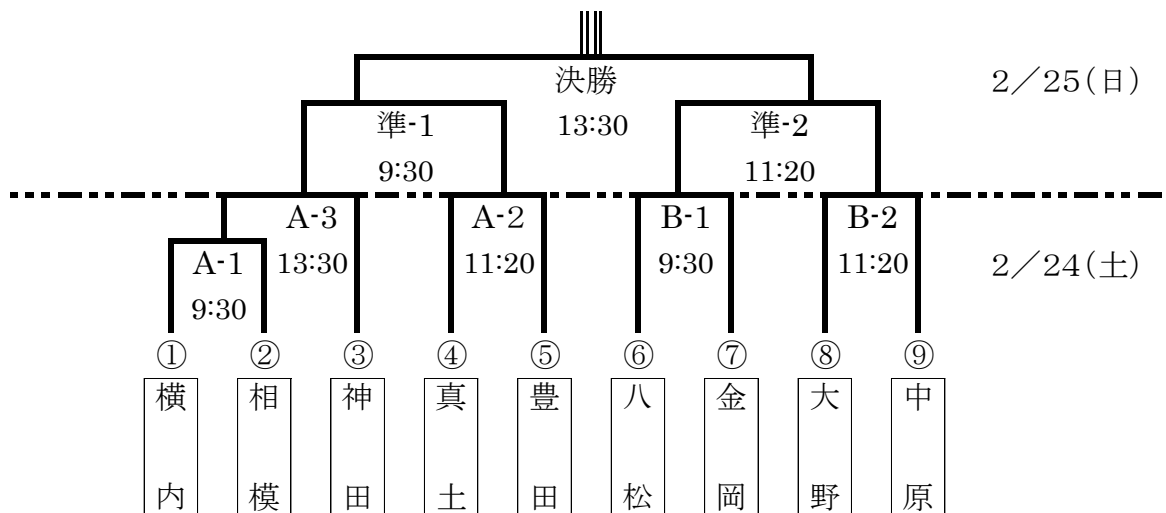 決勝
2/25(日)
準-1
13:30
準-2
9:30
11:20
A-3
A-2
B-1
B-2
A-1
13:30
11:20
9:30
11:20
2/24(土)
9:30
①
②
③
④
⑤
⑥
⑦
⑧
⑨
横内
相模
神田
真土
豊田
八松
金岡
大野
中原